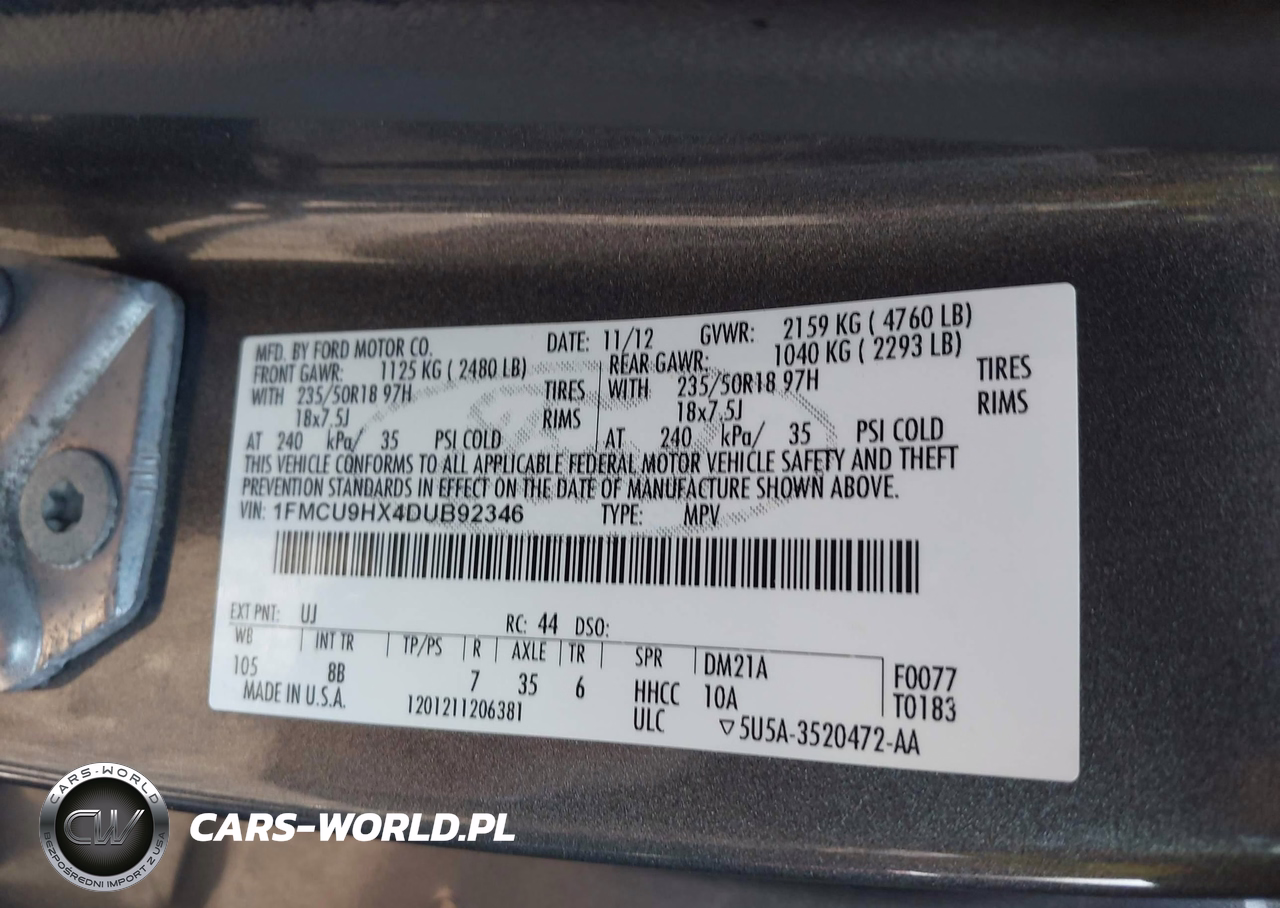 MFD. BY FORD MOTOR CO. DATE: 11/12 GVWR: 2159 KG ( 4760 LB)
FRONT GAWR: 1125 KG ( 2480 LB) REAR GAWR: 1040 KG ( 2293 LB)
WITH 235/50R18 97H TIRES WITH 235/50R18 97H TIRES
18x7.5J RIMS 18x7.5J RIMS
AT 240 kPa/ 35 PSI COLD AT 240 kPa/ 35 PSI COLD
THIS VEHICLE CONFORMS TO ALL APPLICABLE FEDERAL MOTOR VEHICLE SAFETY AND THEFT
PREVENTION STANDARDS IN EFFECT ON THE DATE OF MANUFACTURE SHOWN ABOVE.
VIN: 1FMCU9HX4DUB92346 TYPE: MPV
EXT PNT: UJ RC: 44 DSO:
WB INT TR TP/PS R AXLE TR SPR DM21A F0077
105 8B 7 35 6 HHCC 10A T0183
MADE IN U.S.A. 1201211206381 ULC ▽5U5A-3520472-AA
CARS-WORLD
CW
BEZPOŚREDNI IMPORT Z USA
CARS-WORLD.PL